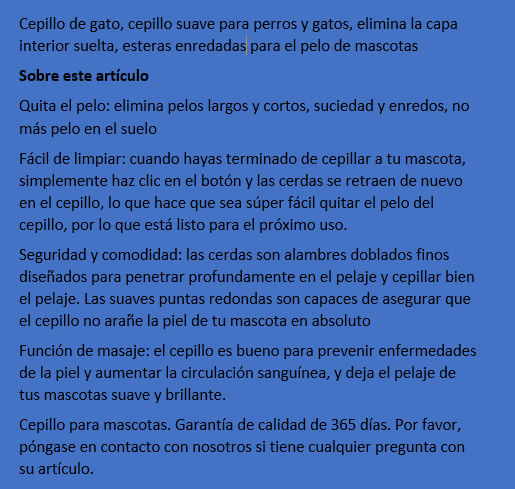 Cepillo de gato, cepillo suave para perros y gatos, elimina la capa
interior suelta, esteras enredadas para el pelo de mascotas
Sobre este artículo
Quita el pelo: elimina pelos largos y cortos, suciedad y enredos, no
más pelo en el suelo
Fácil de limpiar: cuando hayas terminado de cepillar a tu mascota,
simplemente haz clic en el botón y las cerdas se retraen de nuevo
en el cepillo, lo que hace que sea súper fácil quitar el pelo del
cepillo, por lo que está listo para el próximo uso.
Seguridad y comodidad: las cerdas son alambres doblados finos
diseñados para penetrar profundamente en el pelaje y cepillar bien
el pelaje. Las suaves puntas redondas son capaces de asegurar que
el cepillo no arañe la piel de tu mascota en absoluto
Función de masaje: el cepillo es bueno para prevenir enfermedades
de la piel y aumentar la circulación sanguínea, y deja el pelaje de
tus mascotas suave y brillante.
Cepillo para mascotas. Garantía de calidad de 365 días. Por favor,
póngase en contacto con nosotros si tiene cualquier pregunta con
su artículo.